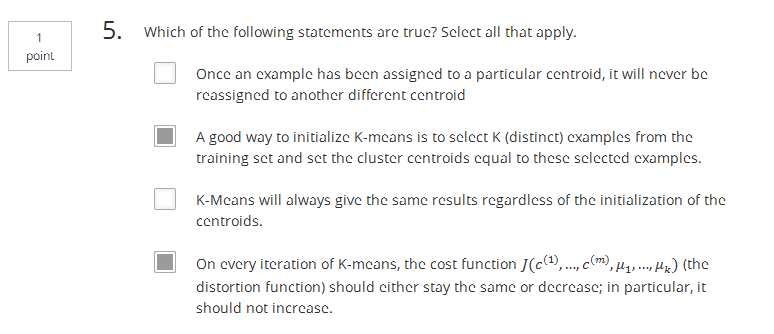 1
point
5. Which of the following statements are true? Select all that apply.
Once an example has been assigned to a particular centroid, it will never be
reassigned to another different centroid
A good way to initialize K-means is to select K (distinct) examples from the
training set and set the cluster centroids equal to these selected examples.
K-Means will always give the same results regardless of the initialization of the
centroids.
On every iteration of K-means, the cost function J(c⁽¹⁾, ..., c⁽ᵐ⁾, μ₁, ..., μₖ) (the
distortion function) should either stay the same or decrease; in particular, it
should not increase.